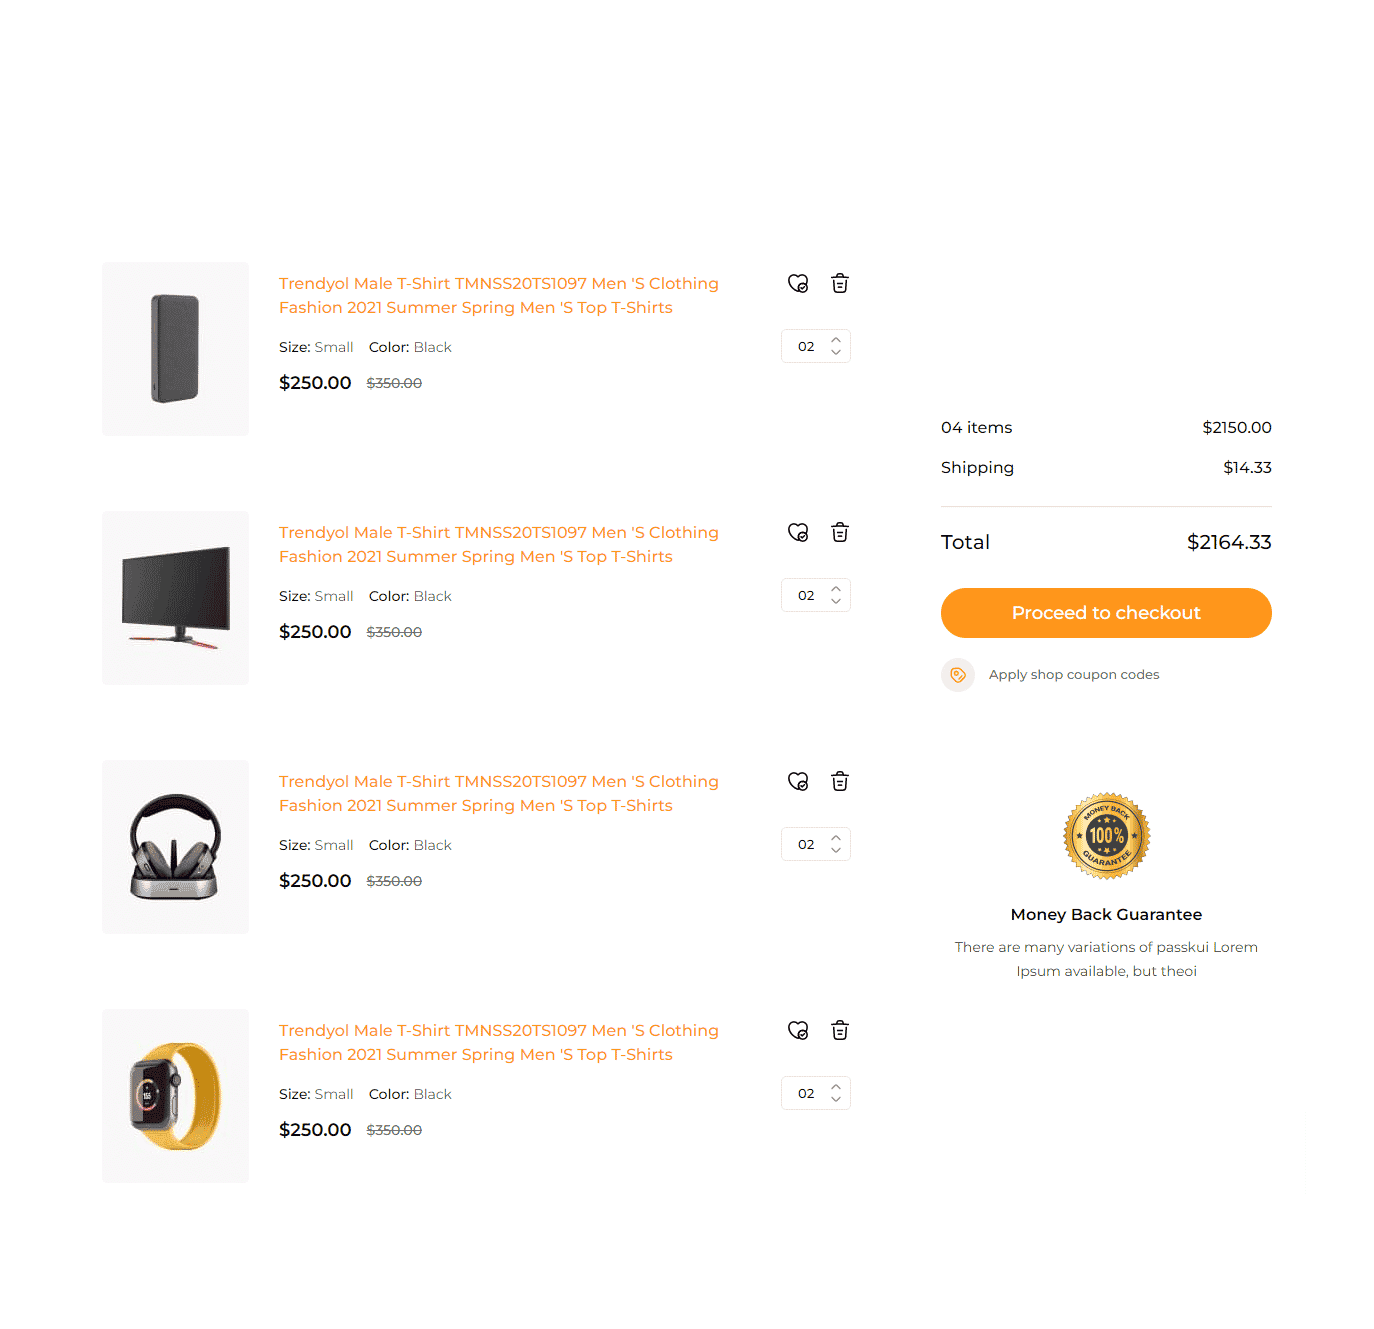 Trendyol Male T-Shirt TMNSS20TS1097 Men 'S Clothing
Fashion 2021 Summer Spring Men 'S Top T-Shirts
Size: Small Color: Black
02
$250.00 $350.00
Trendyol Male T-Shirt TMNSS20TS1097 Men 'S Clothing
Fashion 2021 Summer Spring Men 'S Top T-Shirts
Size: Small Color: Black
02
$250.00 $350.00
Trendyol Male T-Shirt TMNSS20TS1097 Men 'S Clothing
Fashion 2021 Summer Spring Men 'S Top T-Shirts
Size: Small Color: Black
02
$250.00 $350.00
155
Trendyol Male T-Shirt TMNSS20TS1097 Men 'S Clothing
Fashion 2021 Summer Spring Men 'S Top T-Shirts
Size: Small Color: Black
02
$250.00 $350.00
04 items $2150.00
Shipping $14.33
Total $2164.33
Proceed to checkout
Apply shop coupon codes
MONEY BACK
100%
GUARANTEE
Money Back Guarantee
There are many variations of passkui Lorem
Ipsum available, but theoi